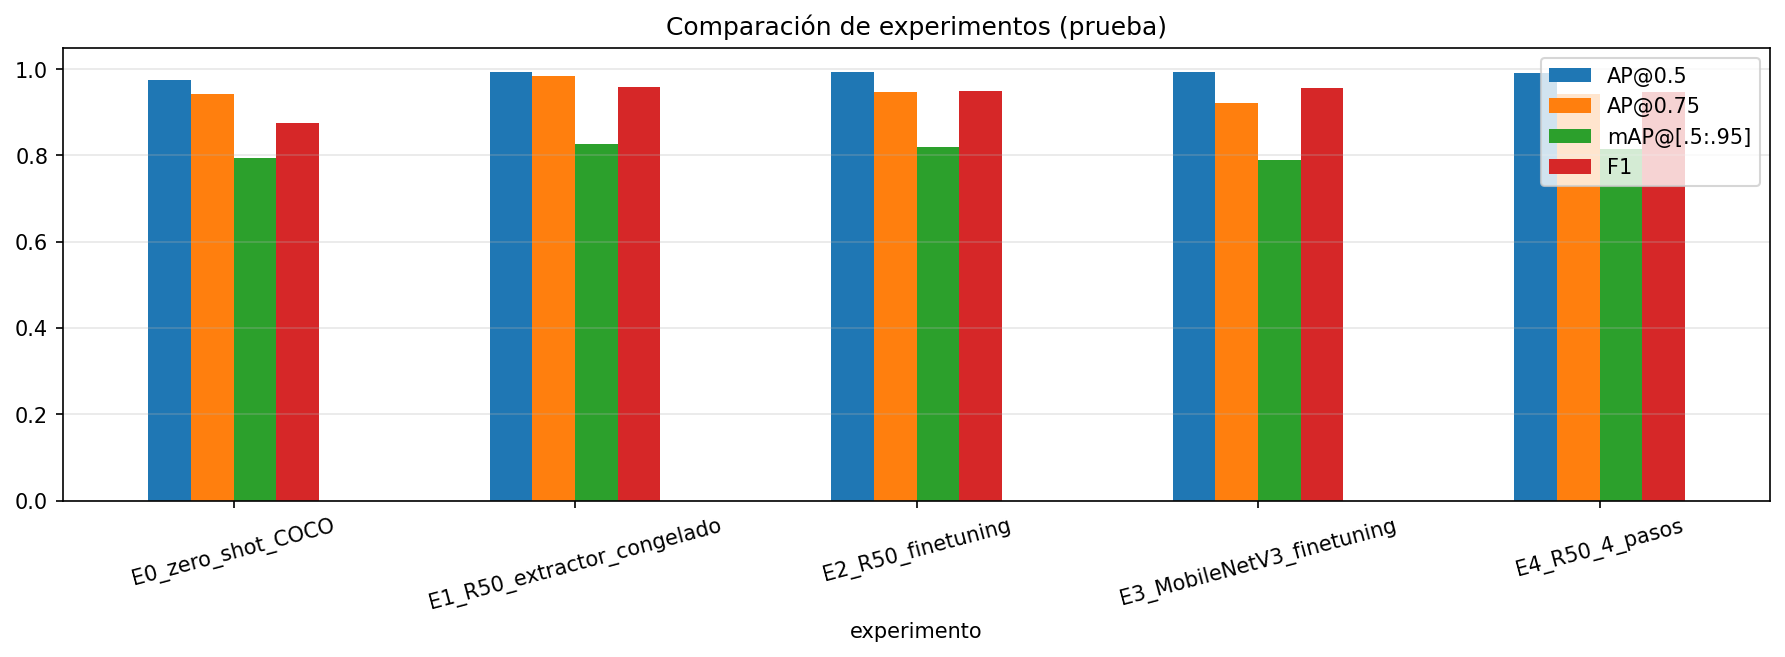 Comparación de experimentos (prueba)
1.0
0.8
0.6
0.4
0.2
0.0
AP@0.5
AP@0.75
mAP@[.5:.95]
F1
E0_zero_shot_COCO
E1_R50_extractor_congelado
E2_R50_finetuning
E3_MobileNetV3_finetuning
E4_R50_4_pasos
experimento